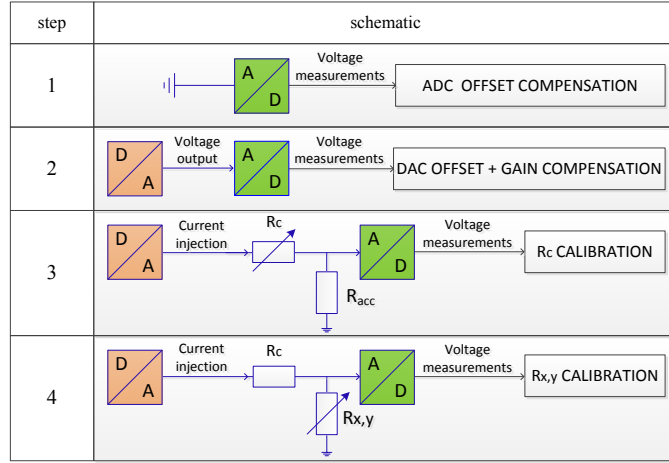 step schematic
1
A
D
Voltage
measurements
ADC OFFSET COMPENSATION
2
D
A
Voltage
output
A
D
Voltage
measurements
DAC OFFSET + GAIN COMPENSATION
3
D
A
Current
injection
Rc
Racc
A
D
Voltage
measurements
Rc CALIBRATION
4
D
A
Current
injection
Rc
Rx,y
A
D
Voltage
measurements
Rx,y CALIBRATION